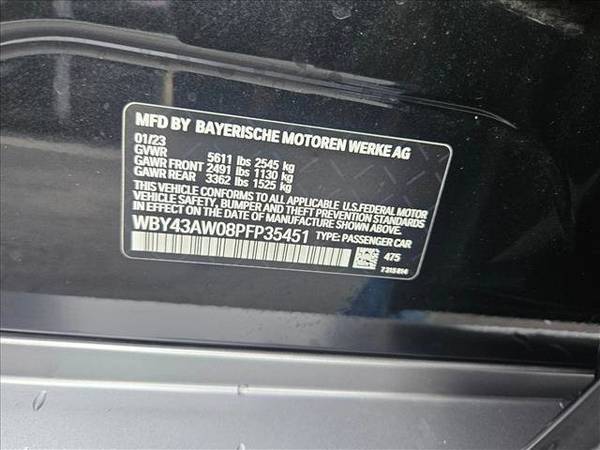 MFD BY BAYERISCHE MOTOREN WERKE AG
01/23
GVWR 5611 lbs 2545 kg
GAWR FRONT 2491 lbs 1130 kg
GAWR REAR 3362 lbs 1525 kg
THIS VEHICLE CONFORMS TO ALL APPLICABLE U.S.FEDERAL MOTOR
VEHICLE SAFETY, BUMPER, AND THEFT PREVENTION STANDARDS
IN EFFECT ON THE DATE OF MANUFACTURE SHOWN ABOVE.
WBY43AW08PFP35451 TYPE: PASSENGER CAR
475
7315814